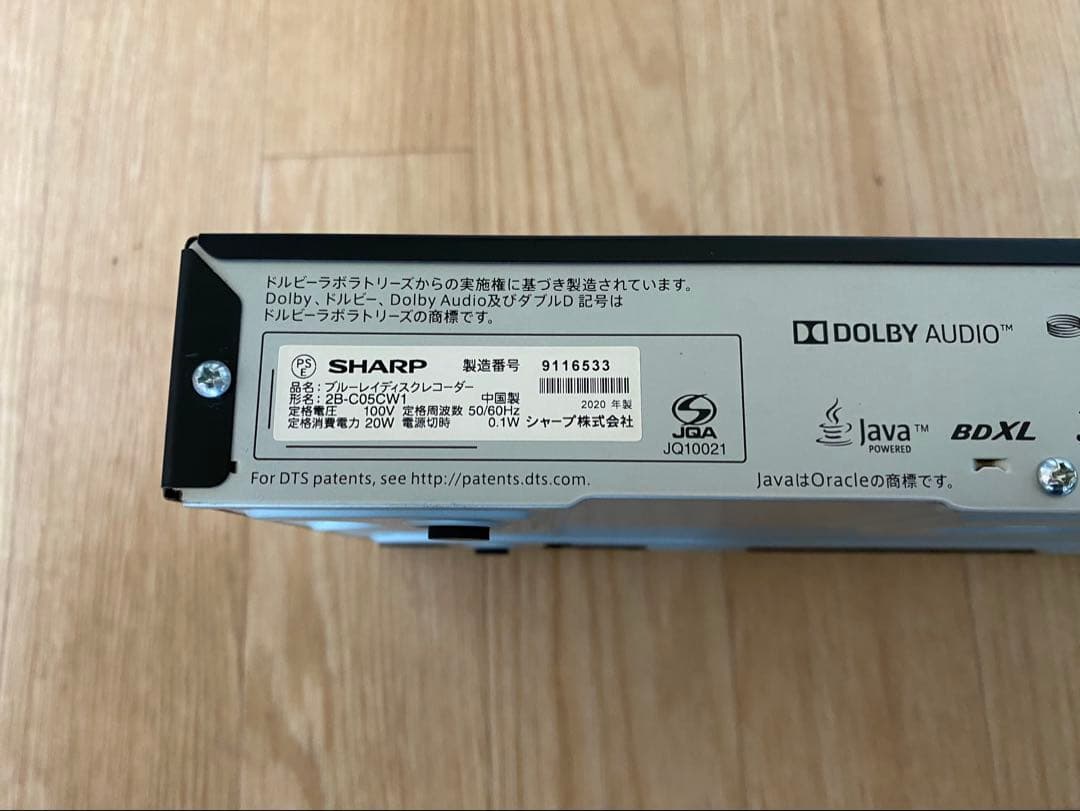 ドルビーラボラトリーズからの実施権に基づき製造されています。
Dolby、ドルビー、Dolby Audio及びダブルD 記号は
ドルビーラボラトリーズの商標です。
DOLBY AUDIO™
PS E SHARP 製造番号 9116533
品名：ブルーレイディスクレコーダー
形名：2B-C05CW1 中国製 2020 年製
定格電圧 100V 定格周波数 50/60Hz
定格消費電力 20W 電源切時 0.1W シャープ株式会社
JQA
JQ10021
Java™
POWERED
BDXL
For DTS patents, see http://patents.dts.com.
JavaはOracleの商標です。